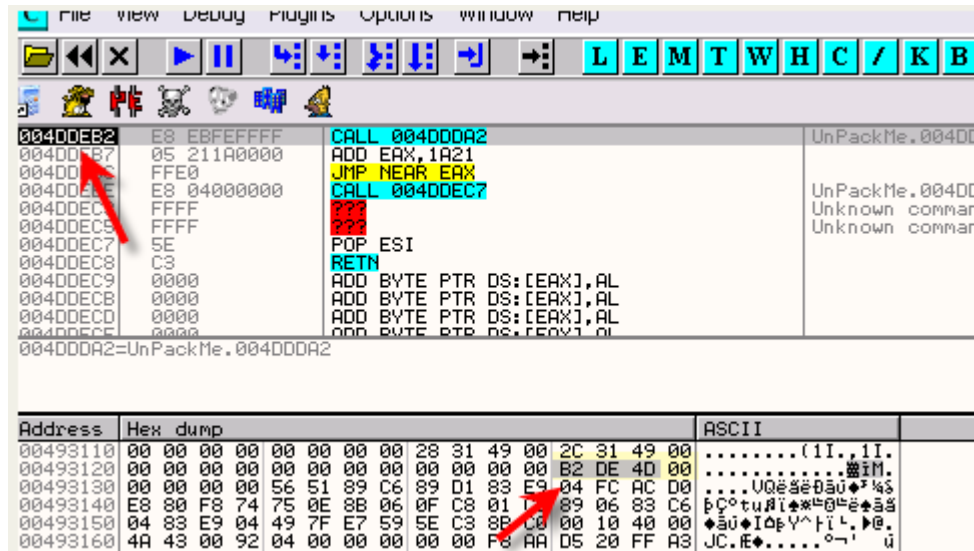 C File View Debug Plugins Options Window Help
L E M T W H C / K B
004DDEB2 E8 EBFEFFFF CALL 004DDDA2 UnPackMe.004DD
004DDEB7 05 211A0000 ADD EAX,1A21
FFE0 JMP NEAR EAX
E8 04000000 CALL 004DDEC7 UnPackMe.004DD
FFFF ??? Unknown comman
004DDEC5 FFFF ??? Unknown comman
004DDEC7 5E POP ESI
004DDEC8 C3 RETN
004DDEC9 0000 ADD BYTE PTR DS:[EAX],AL
004DDECB 0000 ADD BYTE PTR DS:[EAX],AL
004DDECD 0000 ADD BYTE PTR DS:[EAX],AL
004DDECF 0000 ADD BYTE PTR DS:[EAX],AL
004DDDA2=UnPackMe.004DDDA2
Address Hex dump ASCII
00493110 00 00 00 00 00 00 00 00 28 31 49 00 2C 31 49 00 ........(1I.,1I.
00493120 00 00 00 00 00 00 00 00 00 00 00 00 B2 DE 4D 00
00493130 00 00 00 00 56 51 89 C6 89 D1 83 E9 04 FC AC D0
00493140 E8 80 F8 74 75 0E 8B 06 0F C8 01 89 06 83 C6
00493150 04 83 E9 04 49 7F E7 59 5E C3 8B C0 00 10 40 00
00493160 4A 43 00 92 04 00 00 00 00 00 F8 AA D5 20 FF A3